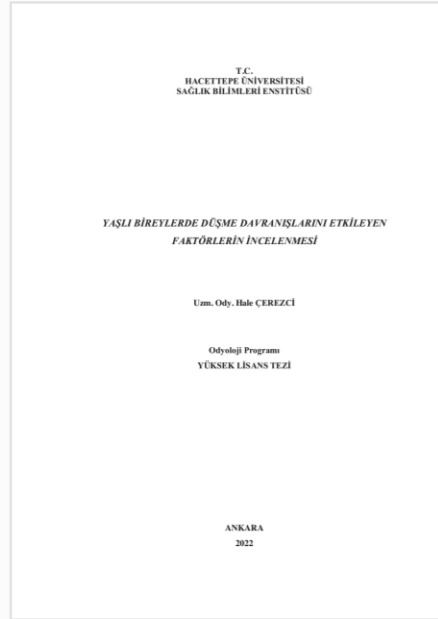 T.C.
HACETTEPE ÜNİVERSİTESİ
SAĞLIK BİLİMLERİ ENSTİTÜSÜ
YAŞLI BİREYLERDE DÜŞME DAVRANIŞLARINI ETKİLEYEN
FAKTÖRLERİN İNCELENMESİ
Uzm. Ody. Hale ÇEREZCİ
Odyoloji Programı
YÜKSEK LİSANS TEZİ
ANKARA
2022